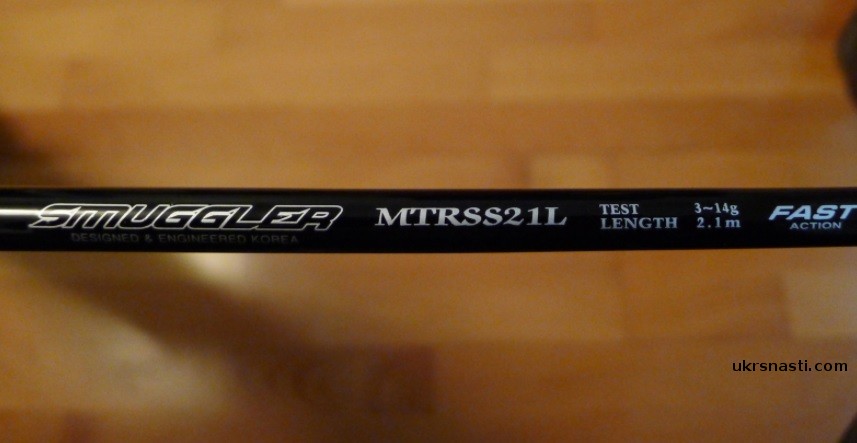 SMUGGLER MTRSS21L TEST 3~14g FAST
DESIGNED & ENGINEERED KOREA LENGTH 2.1m ACTION
ukrsnasti.com